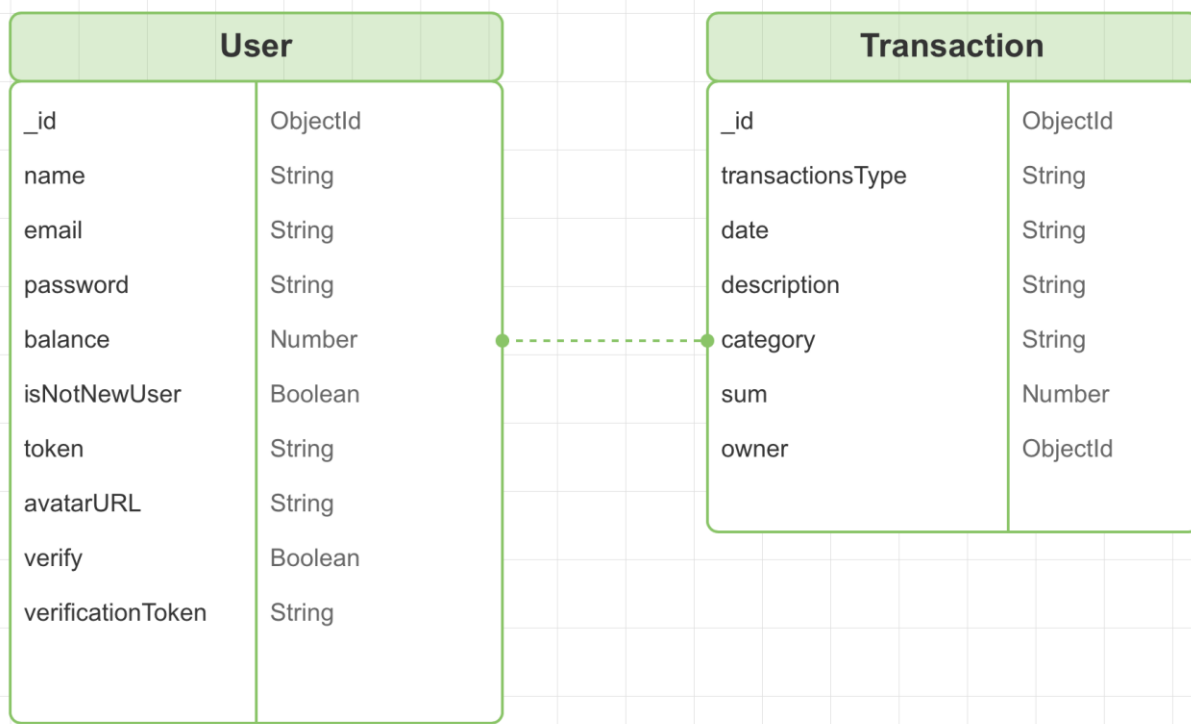 User
_id ObjectId
name String
email String
password String
balance Number
isNotNewUser Boolean
token String
avatarURL String
verify Boolean
verificationToken String
Transaction
_id ObjectId
transactionsType String
date String
description String
category String
sum Number
owner ObjectId